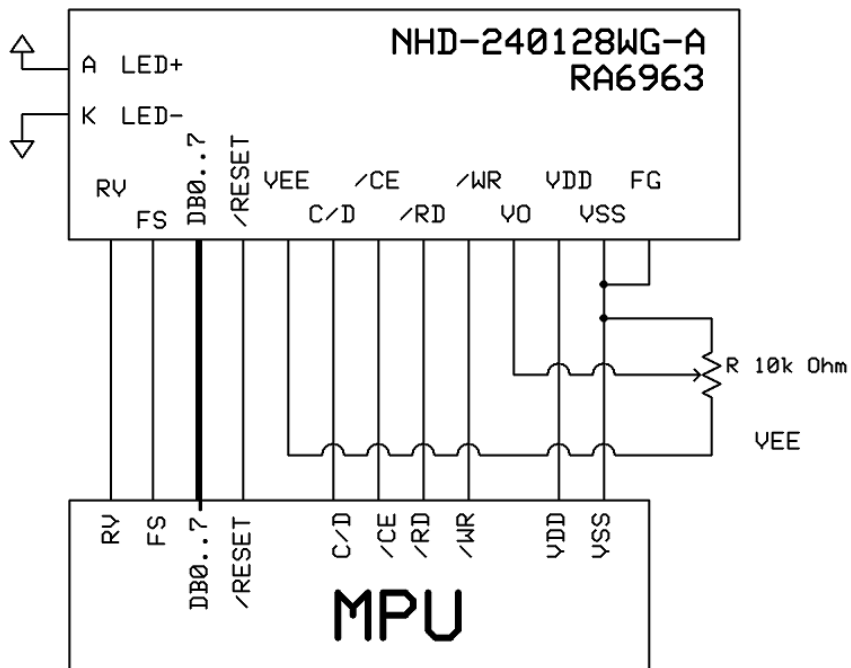 NHD-240128WG-A
RA6963
A LED+
K LED-
RV
FS
DB0..7
/RESET
VEE
C/D
/CE
/RD
/WR
VO
VDD
VSS
FG
R 10k Ohm
VEE
RV
FS
DB0..7
/RESET
C/D
/CE
/RD
/WR
VDD
VSS
MPU